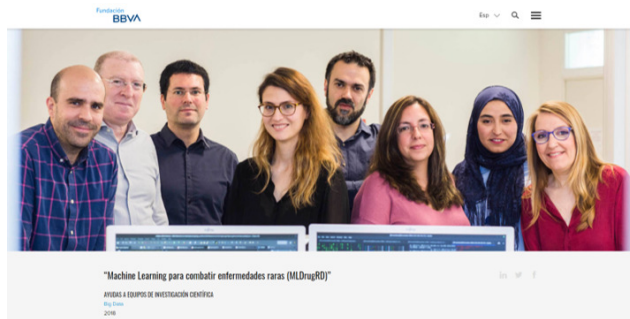 Fundación
BBVA
Esp
"Machine Learning para combatir enfermedades raras (MLDrugRD)"
AYUDAS A EQUIPOS DE INVESTIGACIÓN CIENTÍFICA
Big Data
2018